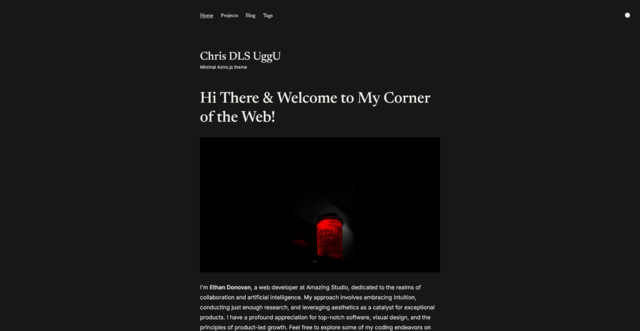 Home Projects Blog Tags
Chris DLS UggU
Minimal Astro.js theme
Hi There & Welcome to My Corner
of the Web!
I'm Ethan Donovan, a web developer at Amazing Studio, dedicated to the realms of
collaboration and artificial intelligence. My approach involves embracing intuition,
conducting just enough research, and leveraging aesthetics as a catalyst for exceptional
products. I have a profound appreciation for top-notch software, visual design, and the
principles of product-led growth. Feel free to explore some of my coding endeavors on